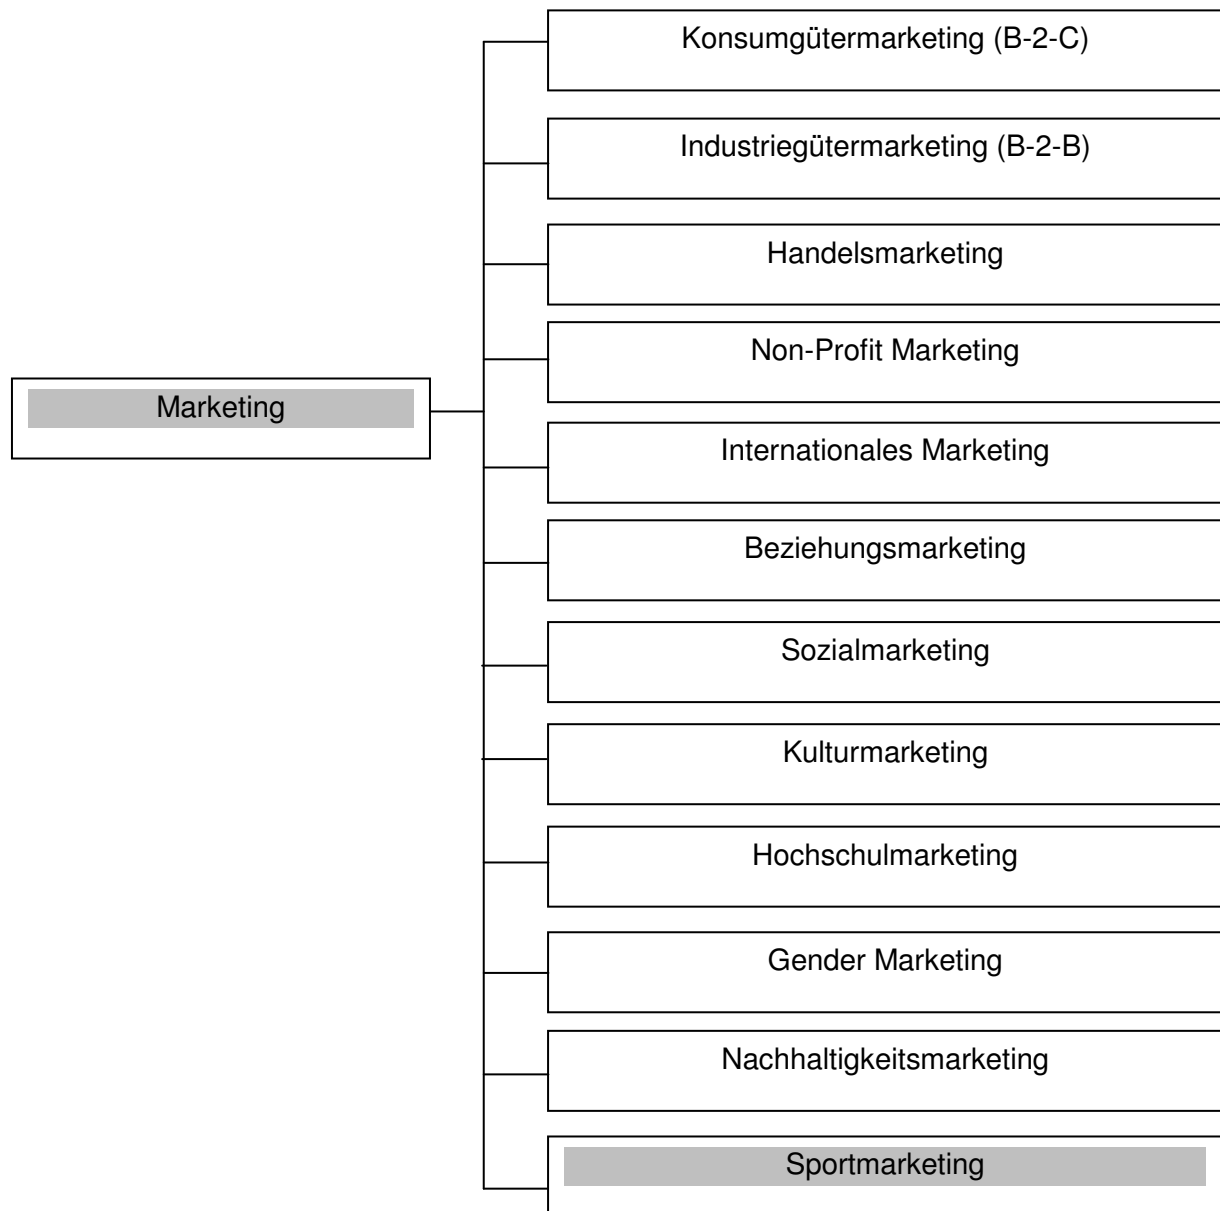 Konsumgütermarketing (B-2-C)
Industriegütermarketing (B-2-B)
Handelsmarketing
Non-Profit Marketing
Marketing
Internationales Marketing
Beziehungsmarketing
Sozialmarketing
Kulturmarketing
Hochschulmarketing
Gender Marketing
Nachhaltigkeitsmarketing
Sportmarketing